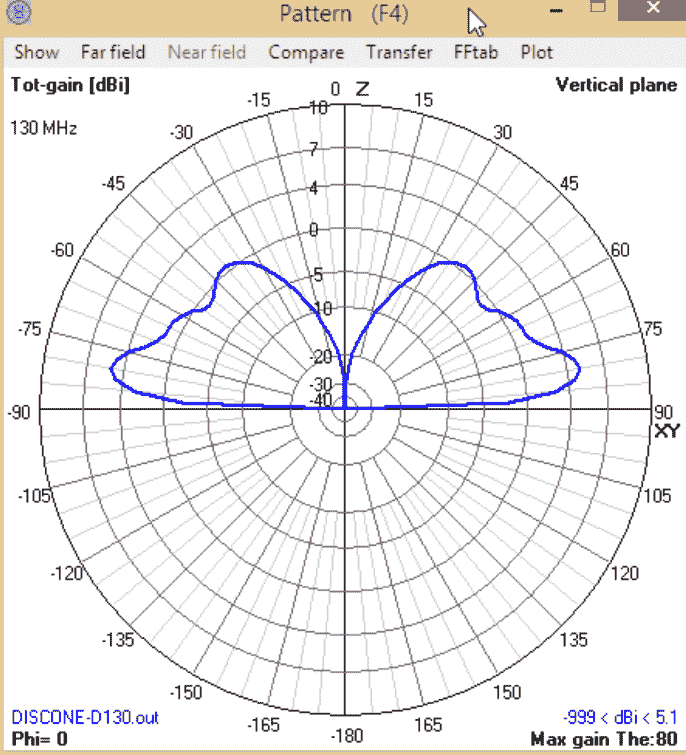 Pattern (F4)
Show Far field Near field Compare Transfer FFtab Plot
Tot-gain [dBi] 0 Z Vertical plane
-15 10 15
130 MHz -30 30
7
-45 4 45
0
-60 60
-5
-10
-75 75
-20
-30
-40
-90 90
XY
-105 105
-120 120
-135 135
-150 150
DISCONE-D130.out -999 < dBi < 5.1
-165 165
Phi= 0 -180 Max gain The:80